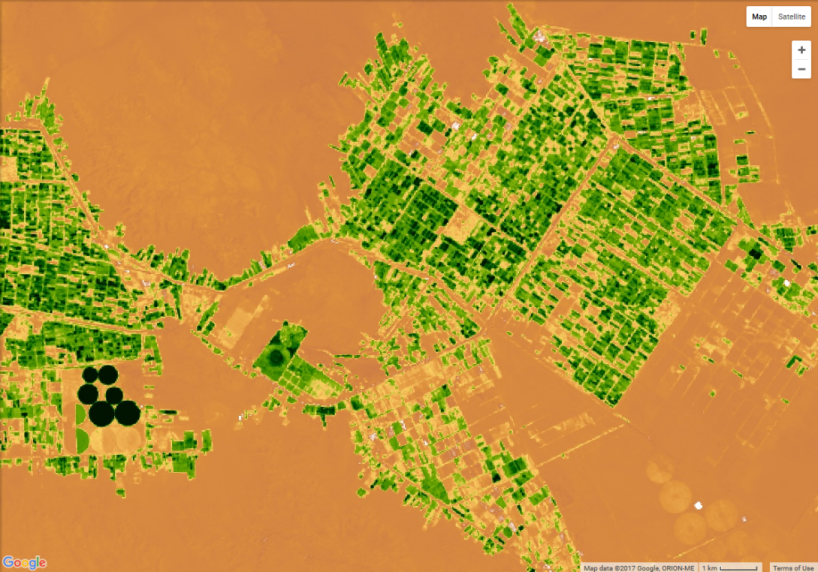 Map Satellite
+
−
Google
Map data ©2017 Google, ORION-ME 1 km Terms of Use